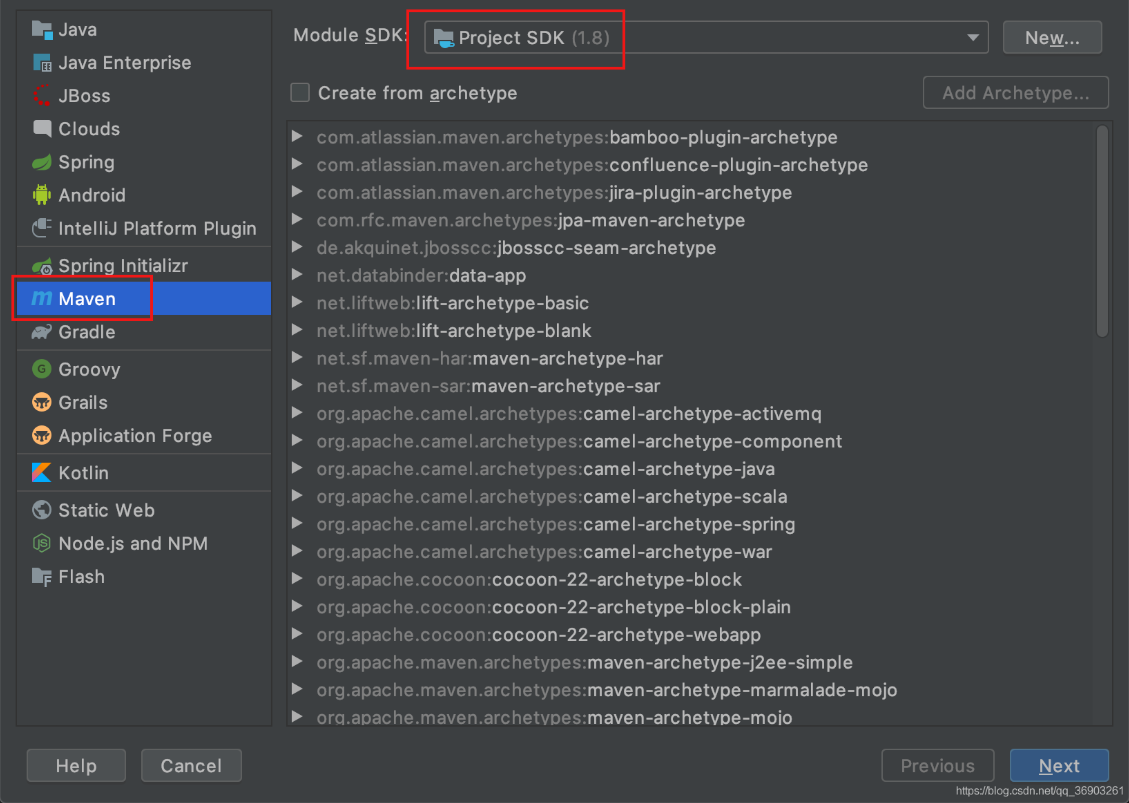 Java
Java Enterprise
JBoss
Clouds
Spring
Android
IntelliJ Platform Plugin
Spring Initializr
Maven
Gradle
Groovy
Grails
Application Forge
Kotlin
Static Web
Node.js and NPM
Flash
Module SDK: Project SDK (1.8) New...
Create from archetype Add Archetype...
com.atlassian.maven.archetypes:bamboo-plugin-archetype
com.atlassian.maven.archetypes:confluence-plugin-archetype
com.atlassian.maven.archetypes:jira-plugin-archetype
com.rfc.maven.archetypes:jpa-maven-archetype
de.akquinet.jbosscc:jbosscc-seam-archetype
net.databinder:data-app
net.liftweb:lift-archetype-basic
net.liftweb:lift-archetype-blank
net.sf.maven-har:maven-archetype-har
net.sf.maven-sar:maven-archetype-sar
org.apache.camel.archetypes:camel-archetype-activemq
org.apache.camel.archetypes:camel-archetype-component
org.apache.camel.archetypes:camel-archetype-java
org.apache.camel.archetypes:camel-archetype-scala
org.apache.camel.archetypes:camel-archetype-spring
org.apache.camel.archetypes:camel-archetype-war
org.apache.cocoon:cocoon-22-archetype-block
org.apache.cocoon:cocoon-22-archetype-block-plain
org.apache.cocoon:cocoon-22-archetype-webapp
org.apache.maven.archetypes:maven-archetype-j2ee-simple
org.apache.maven.archetypes:maven-archetype-marmalade-mojo
org.apache.maven.archetypes:maven-archetype-mojo
Help Cancel Previous Next
https://blog.csdn.net/qq_36903261